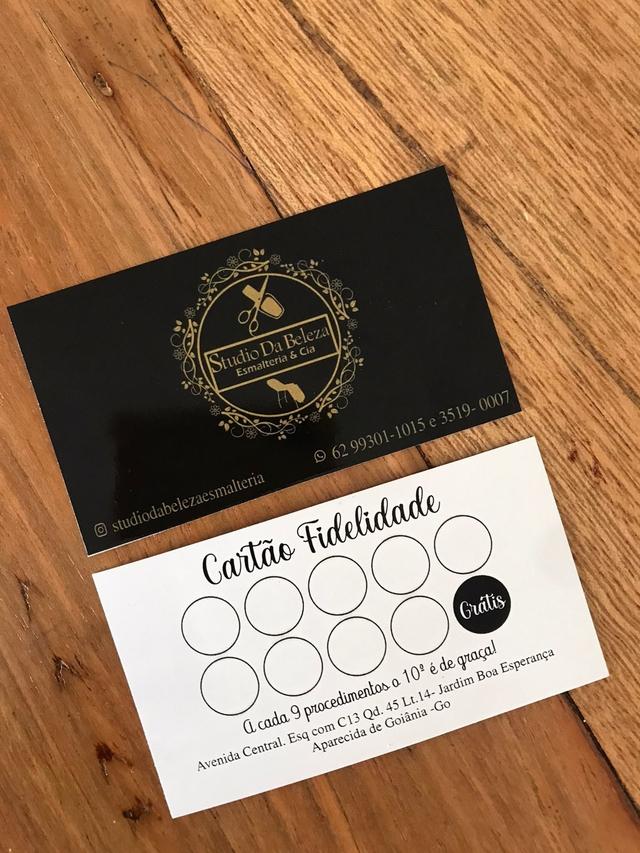 Studio Da Beleza
Esmalteria & Cia
62 99301-1015 e 3519- 0007
studiodabelezaesmalteria
Cartão Fidelidade
Grátis
A cada 9 procedimentos o 10º é de graça!
Avenida Central. Esq com C13 Qd. 45 Lt.14- Jardim Boa Esperança
Aparecida de Goiânia -Go